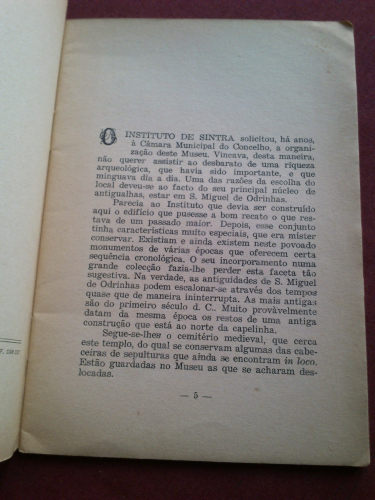 O INSTITUTO DE SINTRA solicitou, há anos,
à Câmara Municipal do Concelho, a organi-
zação deste Museu. Vincava, desta maneira,
não querer assistir ao desbarato de uma riqueza
arqueológica, que havia sido importante, e que
minguava dia a dia. Uma das razões da escolha do
local deveu-se ao facto do seu principal núcleo de
antigualhas, estar em S. Miguel de Odrinhas.
Parecia ao Instituto que devia ser construído
aqui o edifício que pusesse a bom recato o que res-
tava de um passado maior. Depois, esse conjunto
tinha características muito especiais, que era míster
conservar. Existiam e ainda existem neste povoado
monumentos de várias épocas que oferecem certa
sequência cronológica. O seu incorporamento numa
grande colecção fazia-lhe perder esta faceta tão
sugestiva. Na verdade, as antiguidades de S. Miguel
de Odrinhas podem escalonar-se através dos tempos
quase que de maneira ininterrupta. As mais antigas
são do primeiro século d. C.. Muito provàvelmente
datam da mesma época os restos de uma antiga
construção que está ao norte da capelinha.
Segue-se-lhes o cemitério medieval, que cerca
este templo, do qual se conservam algumas das cabe-
ceiras de sepulturas que ainda se encontram in loco.
Estão guardadas no Museu as que se acharam des-
locadas.
— 5 —